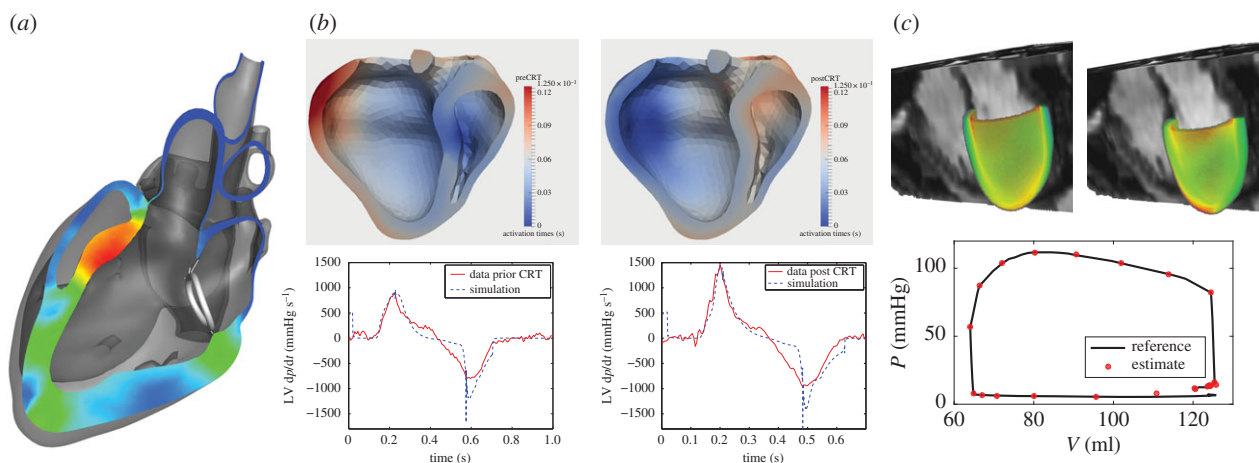 (a)
(b)
(c)
preCRT
1.250 × 10⁻¹
0.12
0.09
0.06
0.03
0
activation times (s)
postCRT
1.250 × 10⁻¹
0.12
0.09
0.06
0.03
0
activation times (s)
data prior CRT
simulation
LV dp/dt (mmHg s⁻¹)
1500
1000
500
0
−500
−1000
−1500
0 0.2 0.4 0.6 0.8 1.0
time (s)
data post CRT
simulation
LV dp/dt (mmHg s⁻¹)
1500
1000
500
0
−500
−1000
−1500
0 0.1 0.2 0.3 0.4 0.5 0.6
time (s)
P (mmHg)
100
50
0
reference
estimate
60 80 100 120
V (ml)